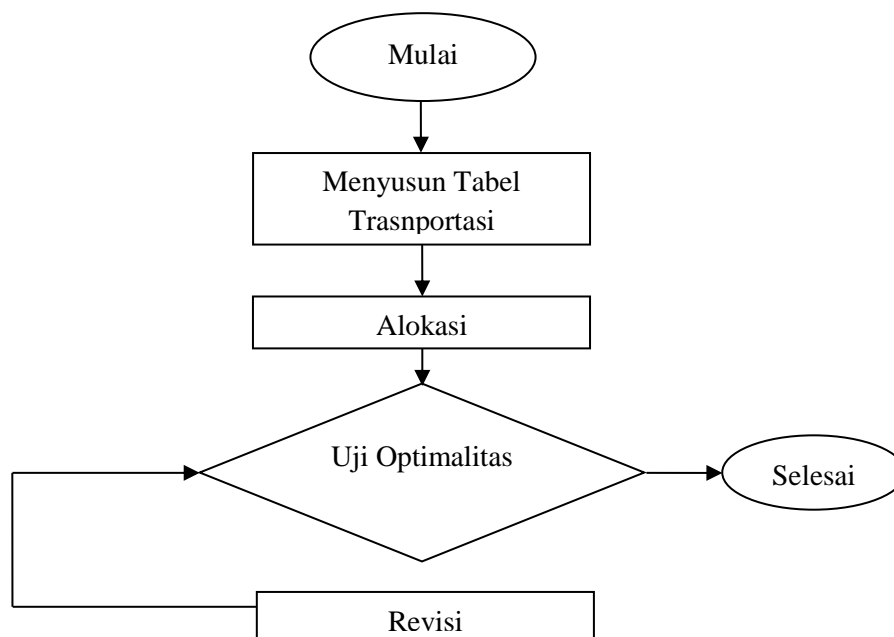 Mulai
Menyusun Tabel
Trasnportasi
Alokasi
Uji Optimalitas
Selesai
Revisi